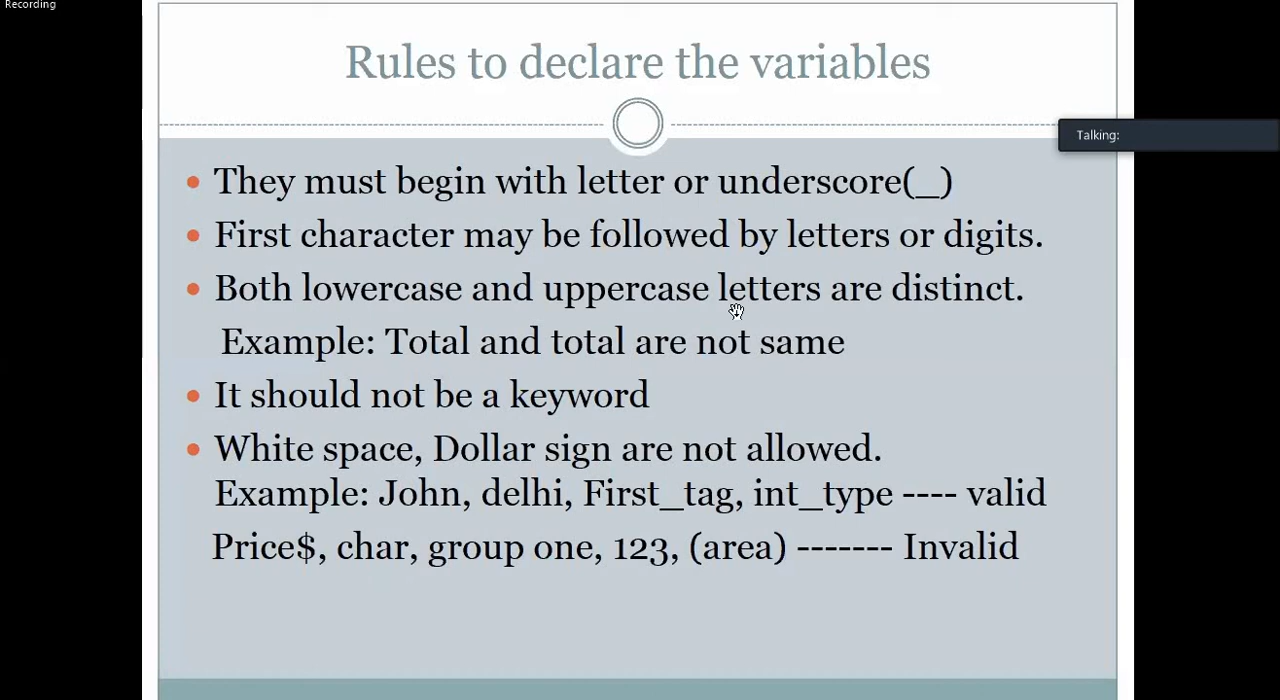 Recording
Rules to declare the variables
Talking:
They must begin with letter or underscore(_)
First character may be followed by letters or digits.
Both lowercase and uppercase letters are distinct.
Example: Total and total are not same
It should not be a keyword
White space, Dollar sign are not allowed.
Example: John, delhi, First_tag, int_type ---- valid
Price$, char, group one, 123, (area) ------- Invalid